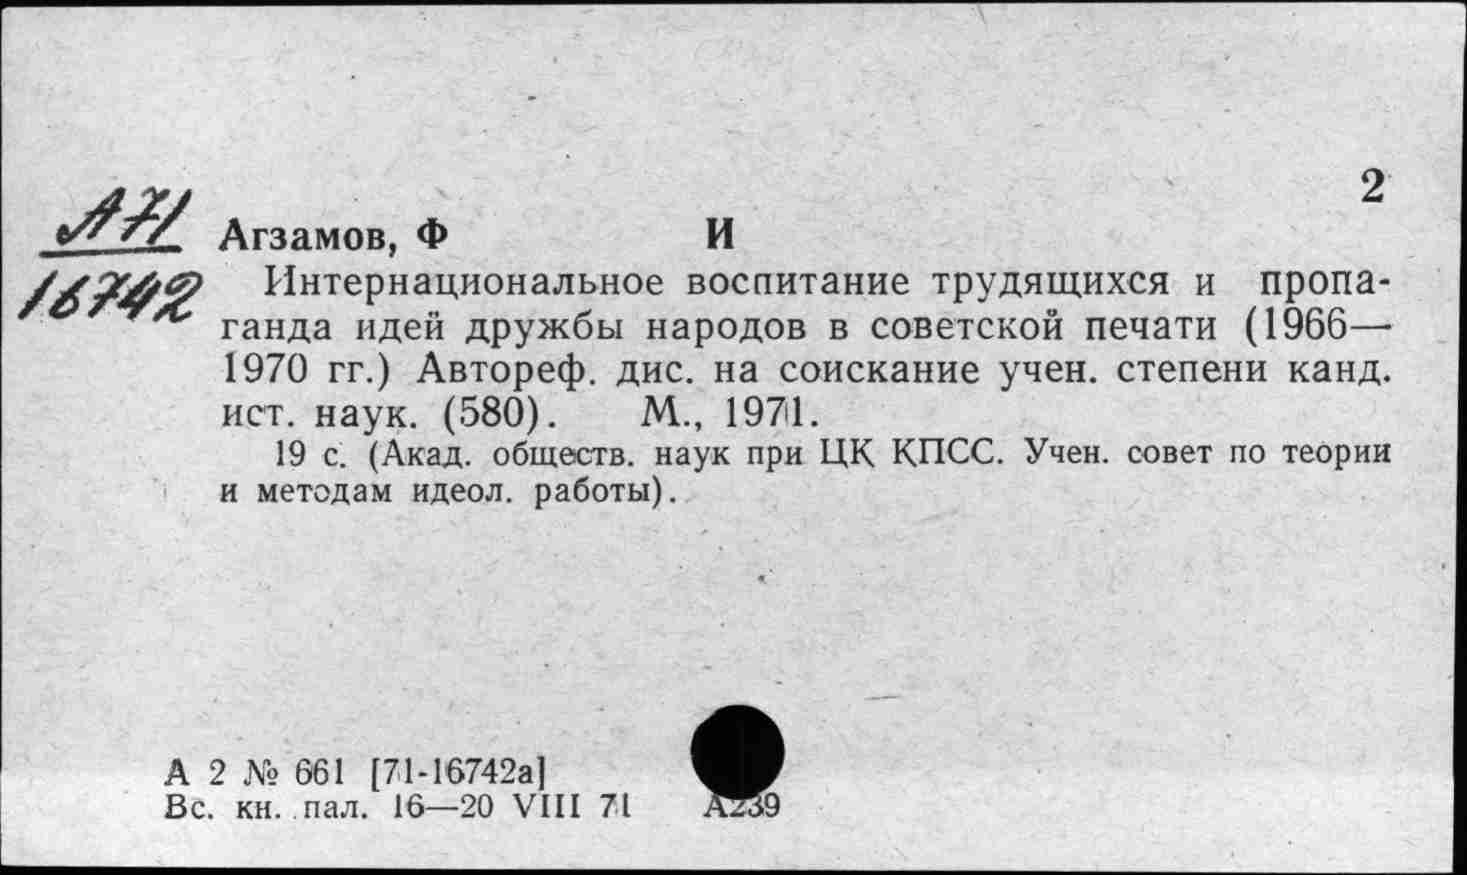 2
А71
Агзамов, Ф И
16742
Интернациональное воспитание трудящихся и пропа-
ганда идей дружбы народов в советской печати (1966—
1970 гг.) Автореф. дис. на соискание учен. степени канд.
ист. наук. (580). М., 1971.
19 с. (Акад. обществ. наук при ЦК КПСС. Учен. совет по теории
и методам идеол. работы).
А 2 № 661 [71-16742а]
Вс. кн. пал. 16—20 VIII 71 А239